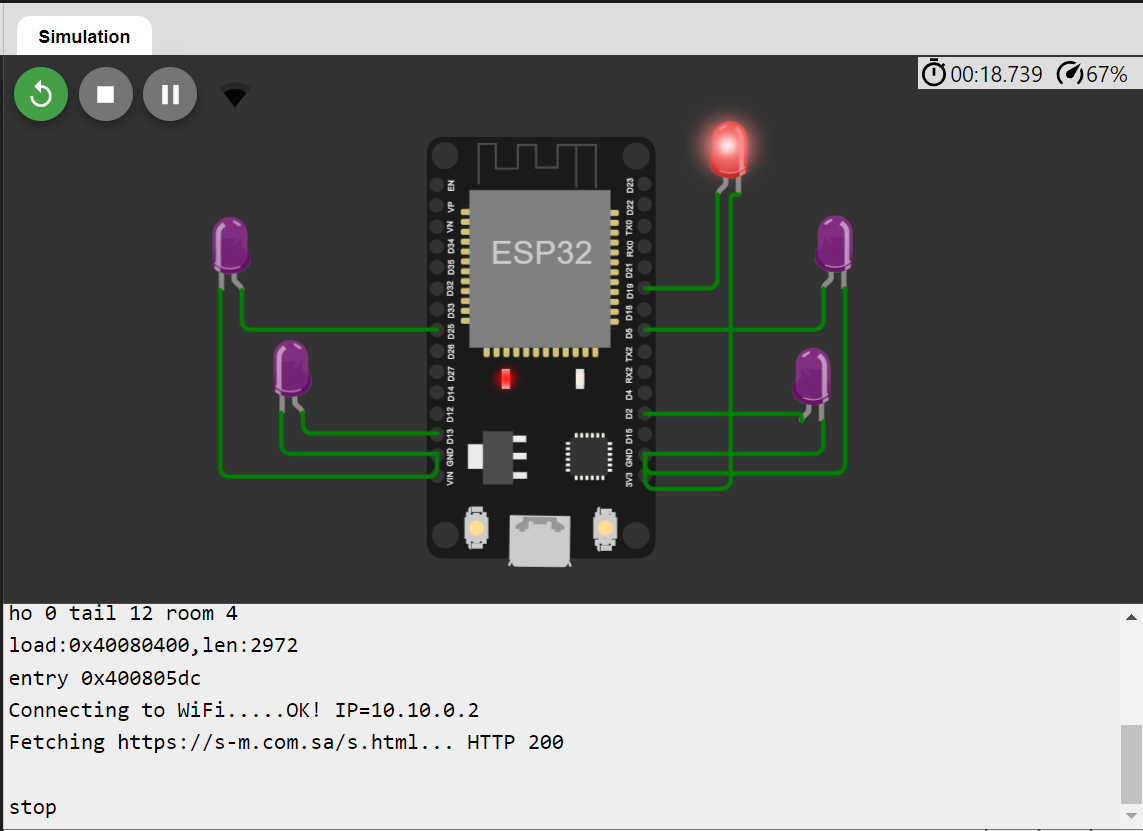 Simulation
00:18.739 67%
ESP32
EN
VP
VN
D34
D35
D32
D33
D25
D26
D27
D14
D12
D13
GND
VIN
D23
D22
TX0
RX0
D21
D19
D18
D5
TX2
RX2
D4
D2
D15
GND
3V3
ho 0 tail 12 room 4
load:0x40080400,len:2972
entry 0x400805dc
Connecting to WiFi.....OK! IP=10.10.0.2
Fetching https://s-m.com.sa/s.html... HTTP 200
stop